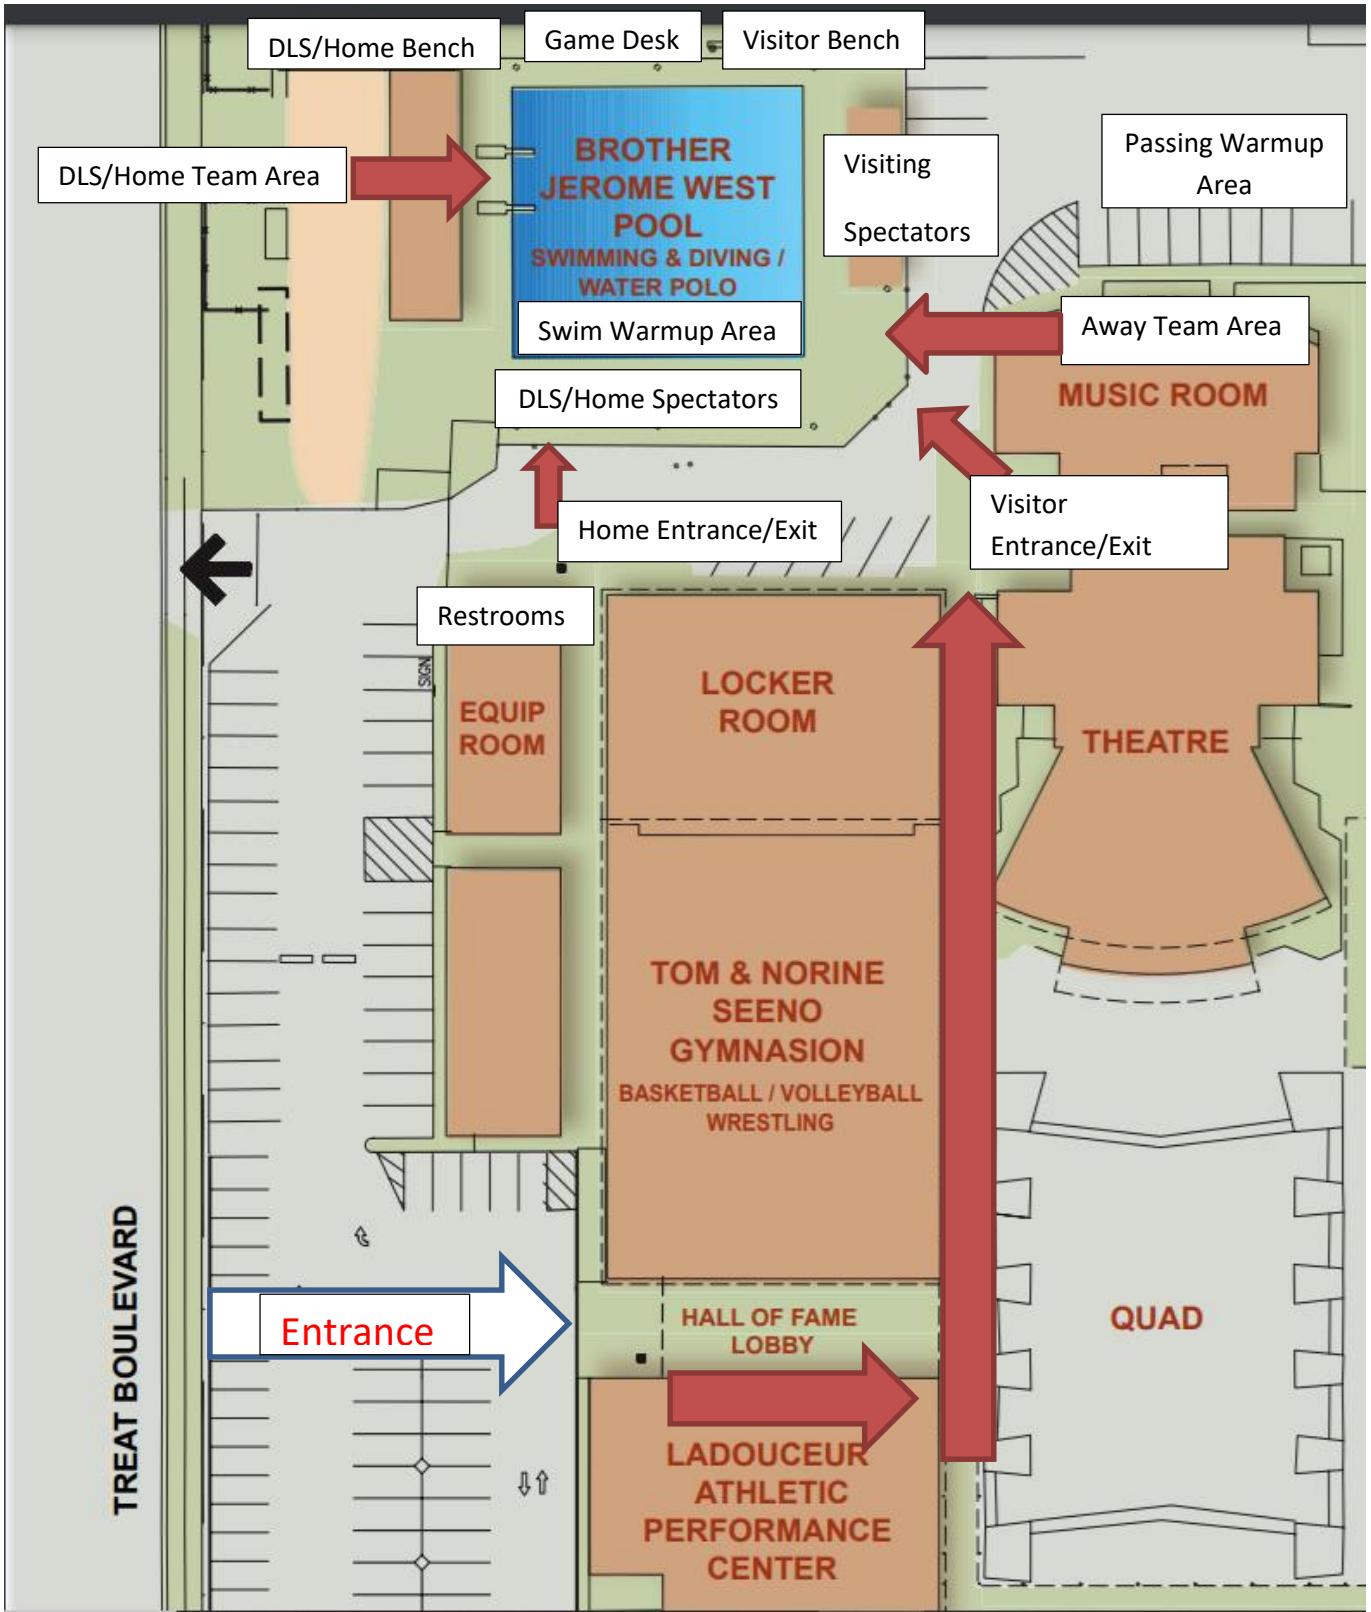 DLS/Home Bench
Game Desk
Visitor Bench
DLS/Home Team Area
BROTHER
JEROME WEST
POOL
SWIMMING & DIVING /
WATER POLO
Visiting
Spectators
Passing Warmup
Area
Swim Warmup Area
Away Team Area
DLS/Home Spectators
MUSIC ROOM
Home Entrance/Exit
Visitor
Entrance/Exit
Restrooms
SIGN
EQUIP
ROOM
LOCKER
ROOM
THEATRE
TOM & NORINE
SEENO
GYMNASION
BASKETBALL / VOLLEYBALL
WRESTLING
TREAT BOULEVARD
Entrance
HALL OF FAME
LOBBY
QUAD
LADOUCEUR
ATHLETIC
PERFORMANCE
CENTER